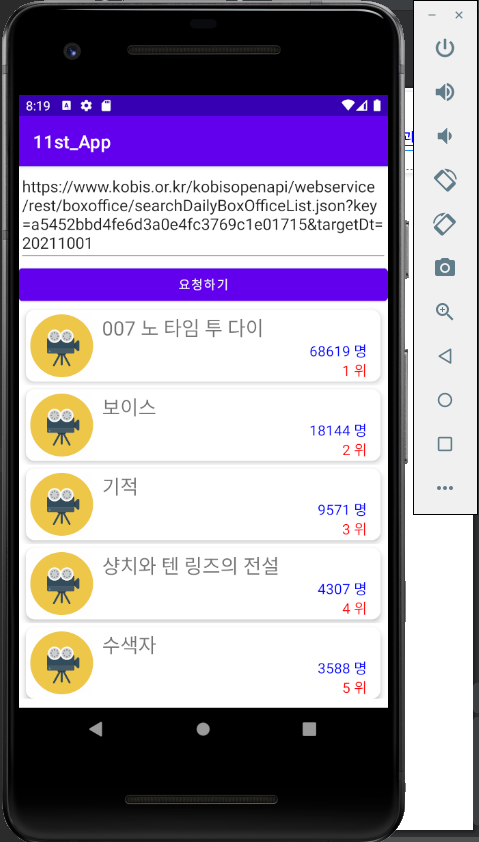 8:19
11st_App
https://www.kobis.or.kr/kobisopenapi/webservice
/rest/boxoffice/searchDailyBoxOfficeList.json?key
=a5452bbd4fe6d3a0e4fc3769c1e01715&targetDt=
20211001
요청하기
007 노 타임 투 다이
68619 명
1 위
보이스
18144 명
2 위
기적
9571 명
3 위
샹치와 텐 링즈의 전설
4307 명
4 위
수색자
3588 명
5 위